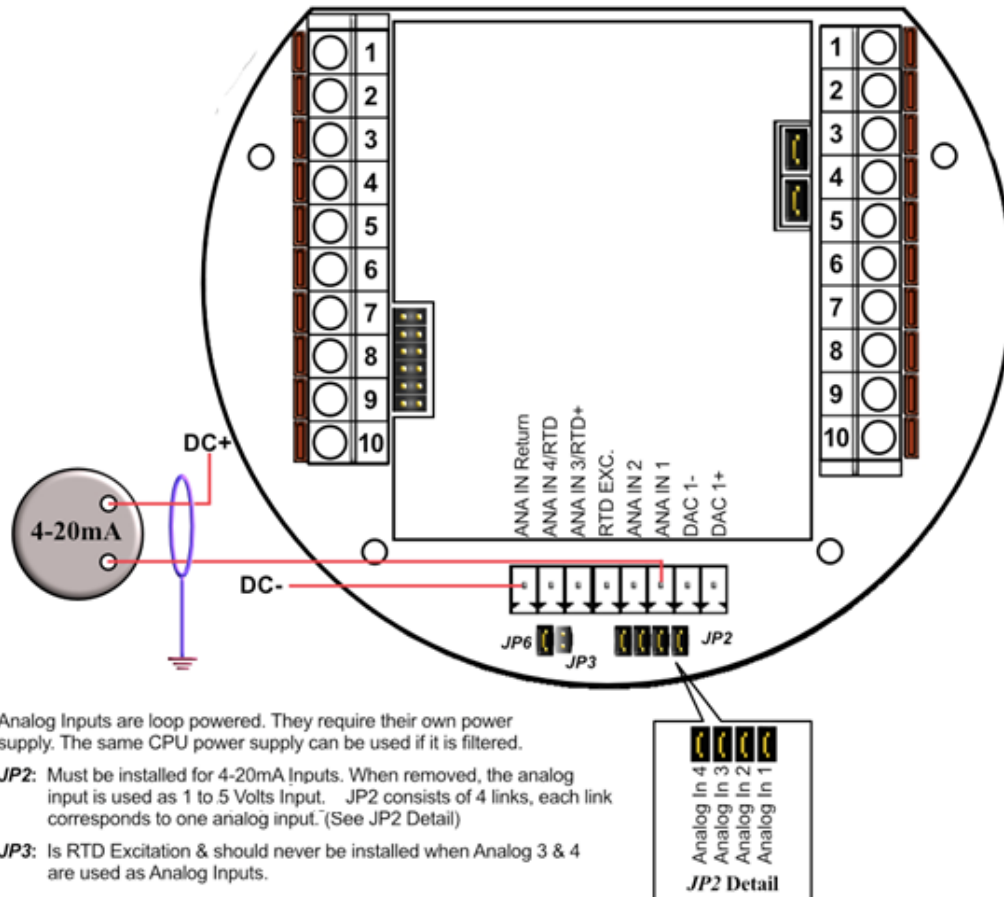 1
2
3
4
5
6
7
8
9
10
1
2
3
4
5
6
7
8
9
10
ANA IN Return
ANA IN 4/RTD
ANA IN 3/RTD+
RTD EXC.
ANA IN 2
ANA IN 1
DAC 1-
DAC 1+
DC+
4-20mA
DC-
JP6
JP3
JP2
Analog Inputs are loop powered. They require their own power
supply. The same CPU power supply can be used if it is filtered.
JP2: Must be installed for 4-20mA Inputs. When removed, the analog
input is used as 1 to 5 Volts Input. JP2 consists of 4 links, each link
corresponds to one analog input. (See JP2 Detail)
JP3: Is RTD Excitation & should never be installed when Analog 3 & 4
are used as Analog Inputs.
Analog In 4
Analog In 3
Analog In 2
Analog In 1
JP2 Detail